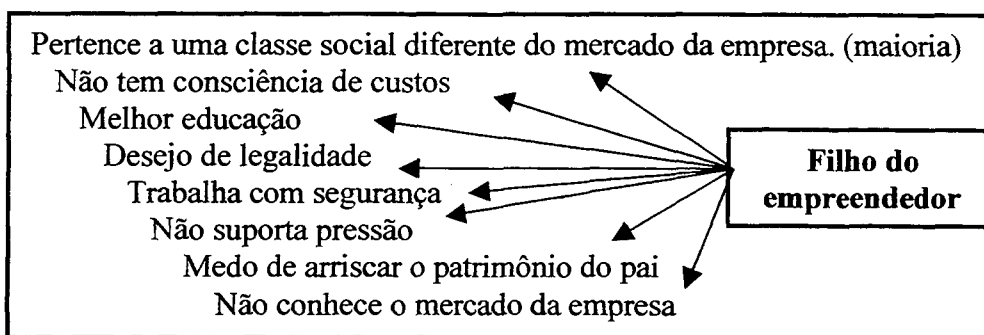 Pertence a uma classe social diferente do mercado da empresa. (maioria)
Não tem consciência de custos
Melhor educação
Desejo de legalidade
Trabalha com segurança
Não suporta pressão
Medo de arriscar o patrimônio do pai
Não conhece o mercado da empresa
Filho do
empreendedor